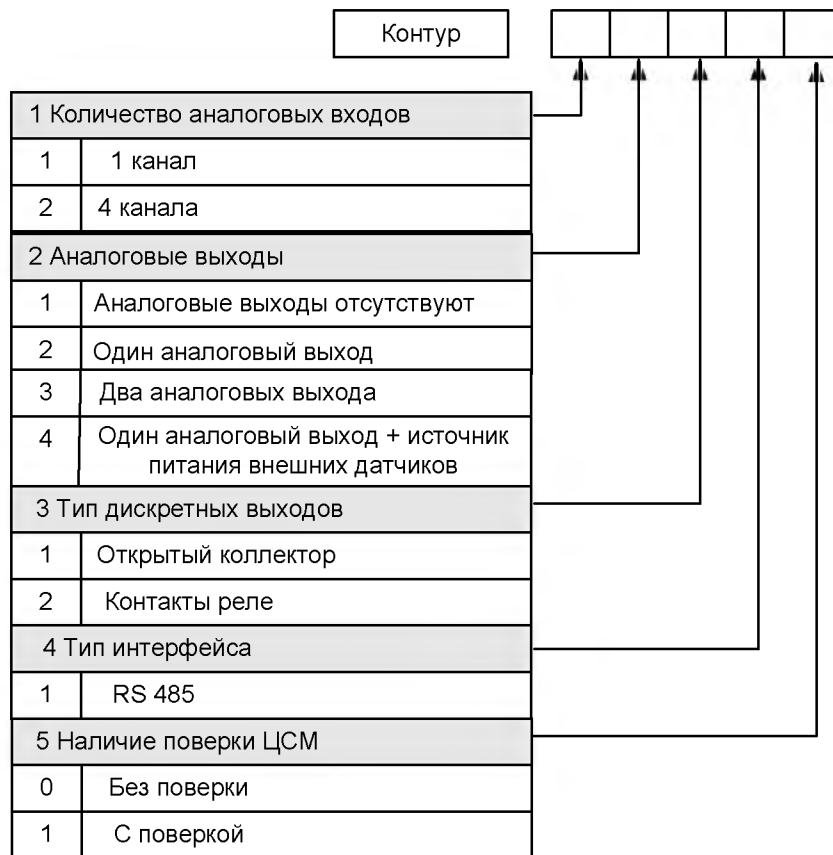 Контур
1 Количество аналоговых входов
1 1 канал
2 4 канала
2 Аналоговые выходы
1 Аналоговые выходы отсутствуют
2 Один аналоговый выход
3 Два аналоговых выхода
4 Один аналоговый выход + источник
питания внешних датчиков
3 Тип дискретных выходов
1 Открытый коллектор
2 Контакты реле
4 Тип интерфейса
1 RS 485
5 Наличие поверки ЦСМ
0 Без поверки
1 С поверкой